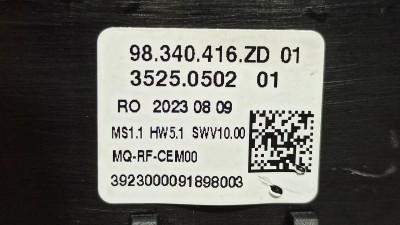 98.340.416.ZD 01
3525.0502 01
RO 2023 08 09
MS1.1 HW5.1 SWV10.00
MQ-RF-CEM00
3923000091898003